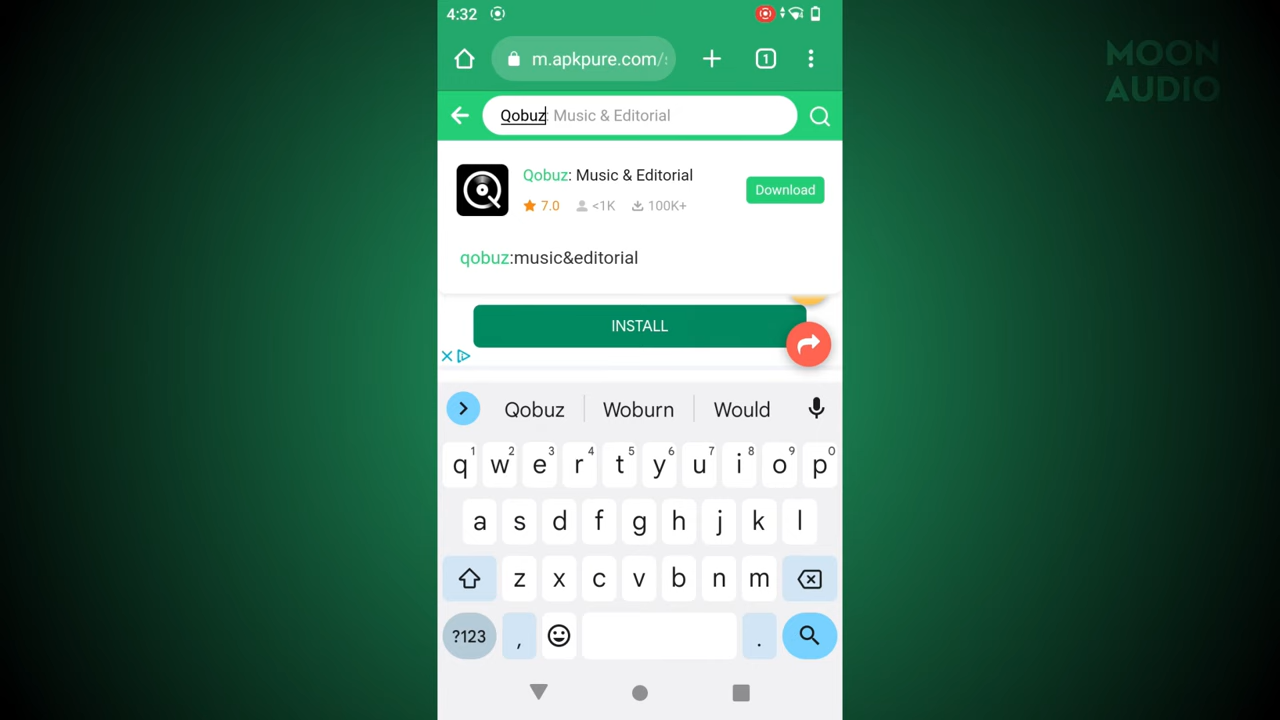 4:32
m.apkpure.com/s
1
MOON
AUDIO
Qobuz: Music & Editorial
Qobuz: Music & Editorial
Download
7.0 <1K 100K+
qobuz:music&editorial
INSTALL
Qobuz Woburn Would
q1 w2 e3 r4 t5 y6 u7 i8 o9 p0
a s d f g h j k l
z x c v b n m
?123 , .